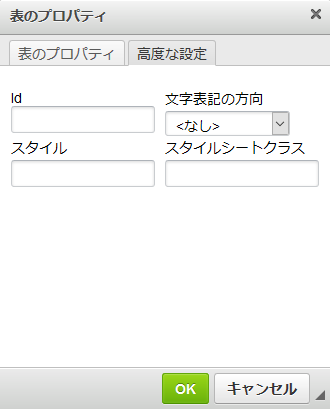 表のプロパティ
表のプロパティ 高度な設定
Id 文字表記の方向
<なし>
スタイル スタイルシートクラス
OK キャンセル